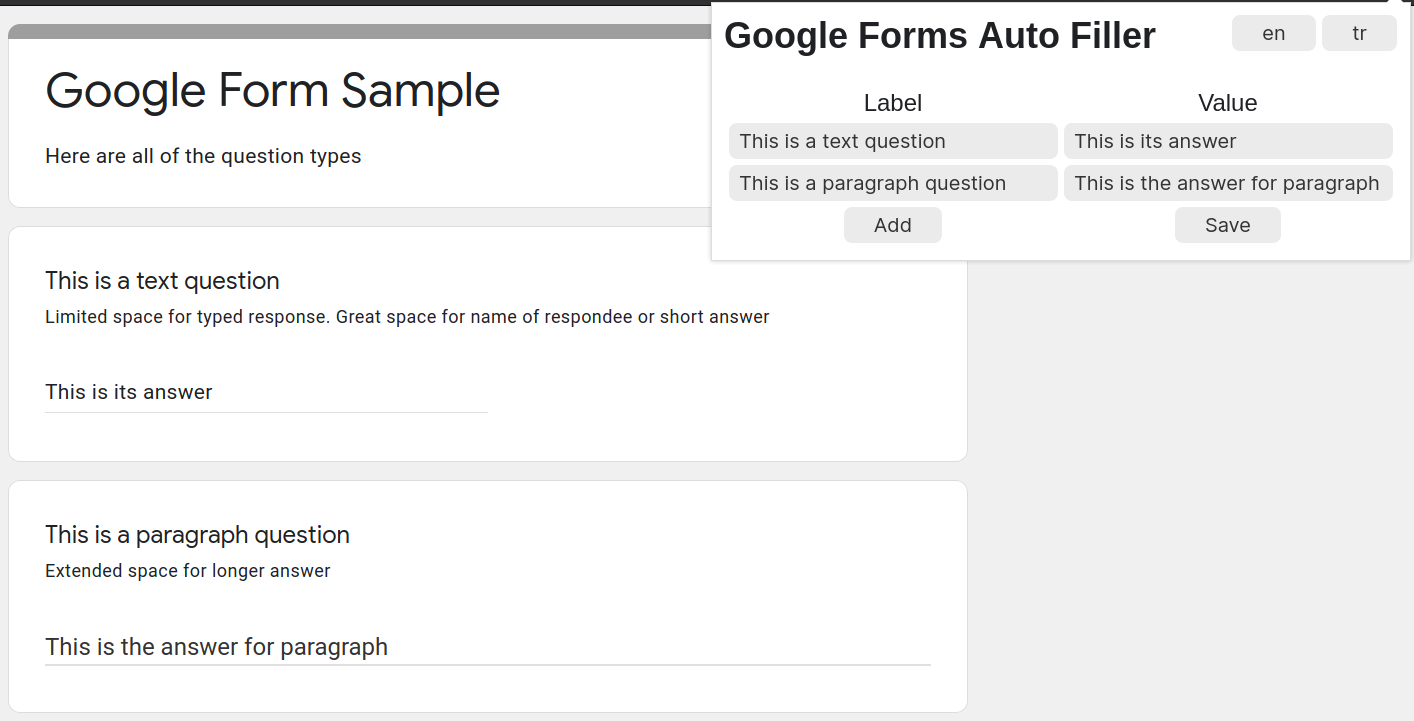 Google Form Sample
Here are all of the question types
Google Forms Auto Filler
en tr
Label Value
This is a text question This is its answer
This is a paragraph question This is the answer for paragraph
Add Save
This is a text question
Limited space for typed response. Great space for name of respondee or short answer
This is its answer
This is a paragraph question
Extended space for longer answer
This is the answer for paragraph